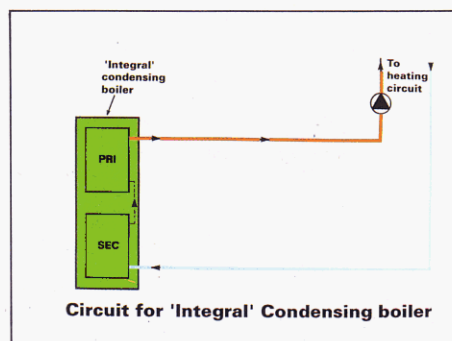 'Integral'
condensing
boiler
To
heating
circuit
PRI
SEC
Circuit for 'Integral' Condensing boiler